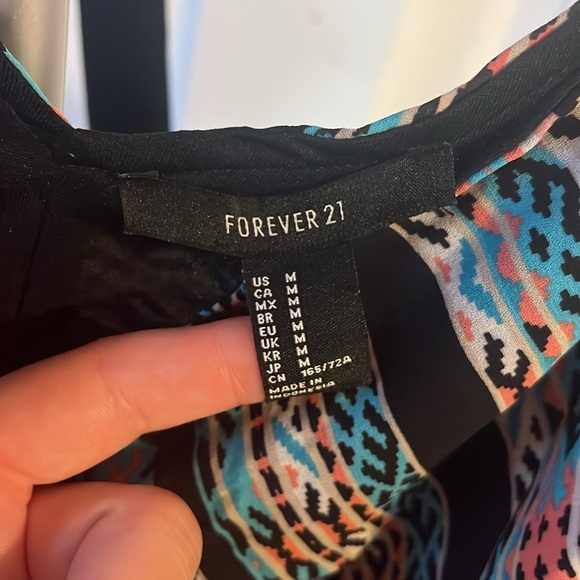 FOREVER 21
US M
CA M
MX M
BR M
EU M
UK M
KR M
JP M
CN 165/72A
MADE IN
INDONESIA